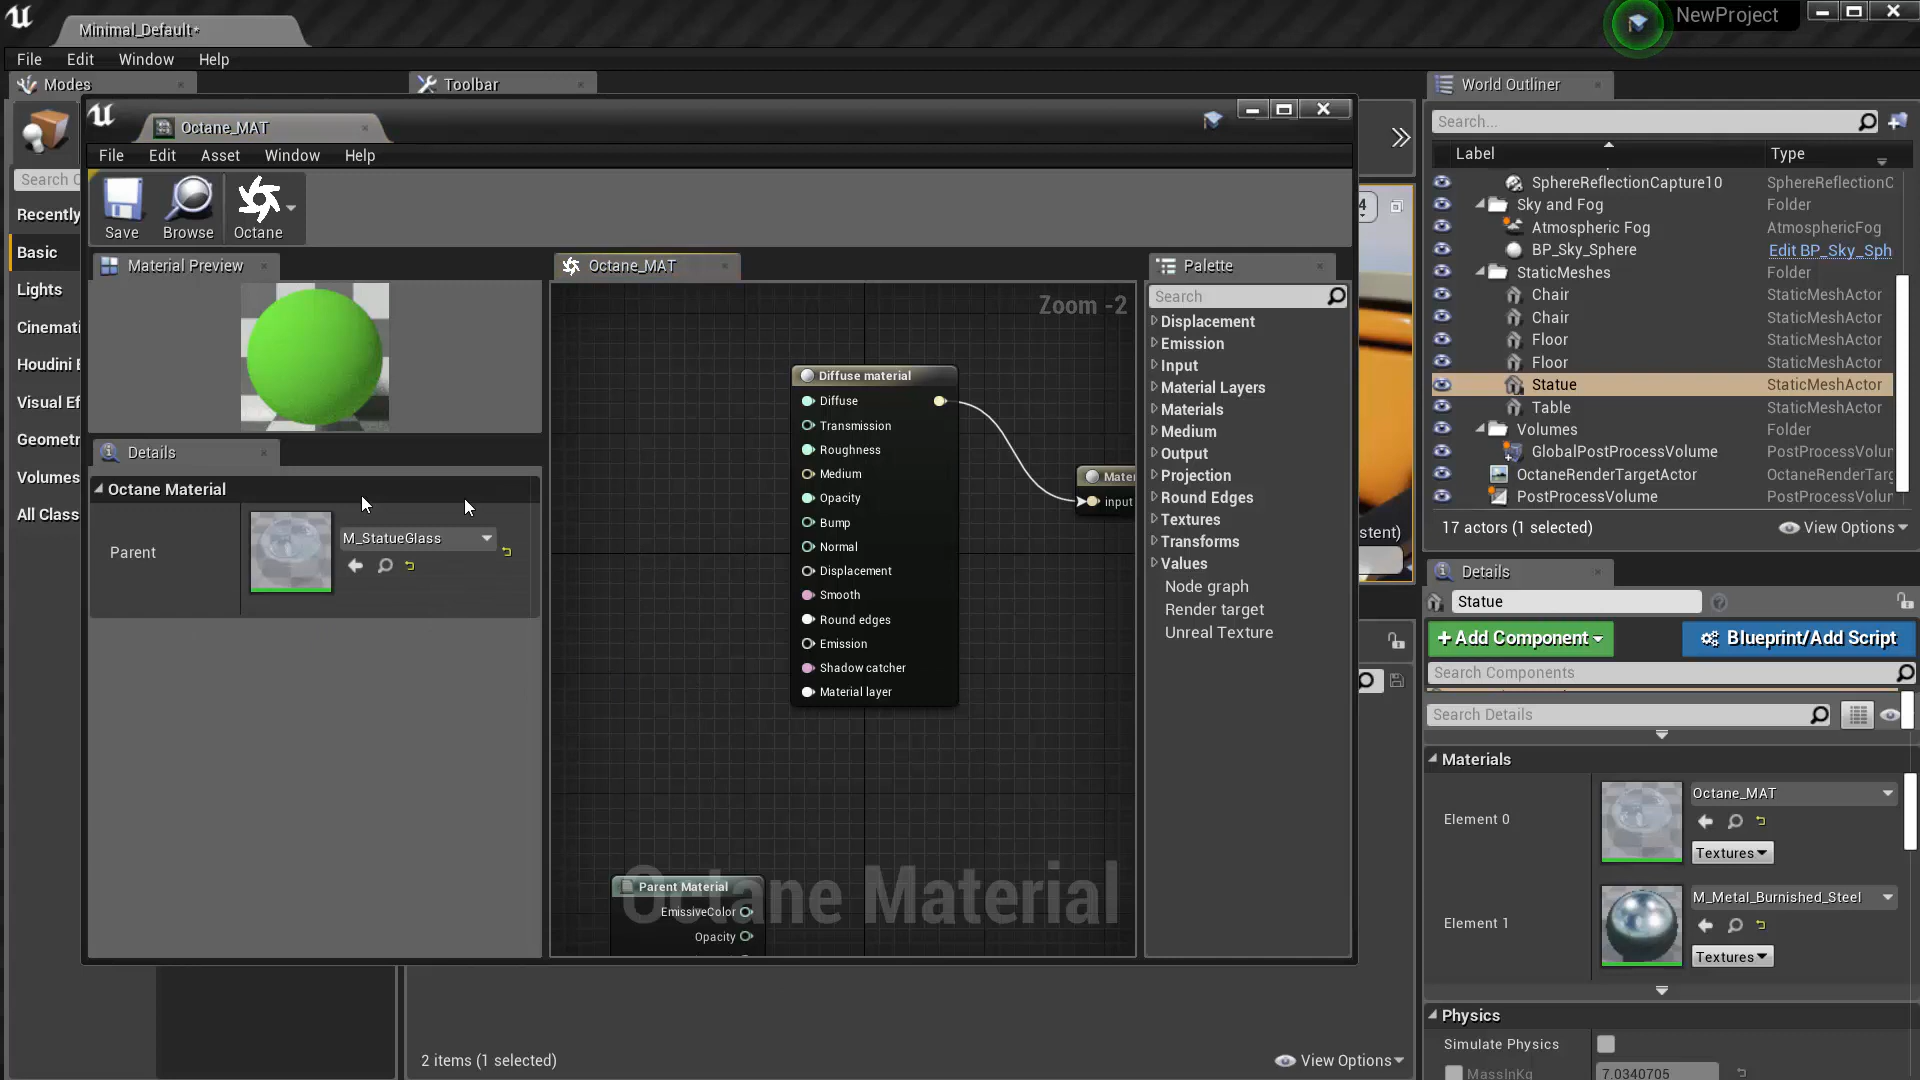 Minimal_Default*
NewProject
File Edit Window Help
Modes
Toolbar
World Outliner
Octane_MAT
Search...
File Edit Asset Window Help
Label
Type
Search C
Save
Browse
Octane
SphereReflectionCapture10 SphereReflectionC
Sky and Fog Folder
Atmospheric Fog AtmosphericFog
BP_Sky_Sphere Edit BP_Sky_Sph
StaticMeshes Folder
Chair StaticMeshActor
Chair StaticMeshActor
Floor StaticMeshActor
Floor StaticMeshActor
Statue StaticMeshActor
Table StaticMeshActor
Volumes Folder
GlobalPostProcessVolume PostProcessVolun
OctaneRenderTargetActor OctaneRenderTarg
PostProcessVolume PostProcessVolun
17 actors (1 selected)
View Options
Recently
Basic
Lights
Cinemati
Houdini E
Visual Ef
Geometr
Volumes
All Class
Material Preview
Details
Octane Material
Parent
M_StatueGlass
Octane_MAT
Zoom -2
Diffuse material
Diffuse
Transmission
Roughness
Medium
Opacity
Bump
Normal
Displacement
Smooth
Round edges
Emission
Shadow catcher
Material layer
Mater
input
Parent Material
EmissiveColor
Opacity
Octane Material
Palette
Search
Displacement
Emission
Input
Material Layers
Materials
Medium
Output
Projection
Round Edges
Textures
Transforms
Values
Node graph
Render target
Unreal Texture
4
stent)
Details
Statue
+ Add Component
Blueprint/Add Script
Search Components
Search Details
Materials
Element 0
Octane_MAT
Textures
Element 1
M_Metal_Burnished_Steel
Textures
Physics
Simulate Physics
MassInKg
7.0340705
2 items (1 selected)
View Options